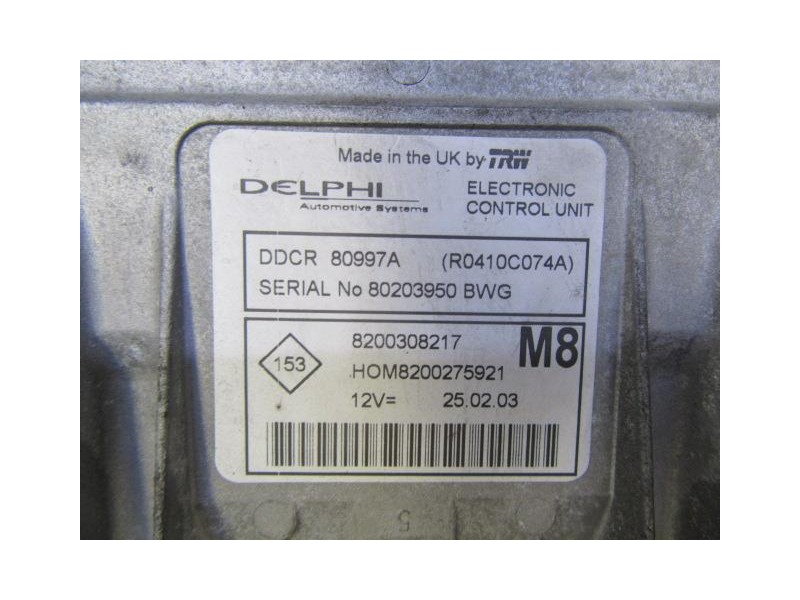 Made in the UK by TRW
DELPHI
Automotive Systems
ELECTRONIC
CONTROL UNIT
DDCR 80997A (R0410C074A)
SERIAL No 80203950 BWG
153
8200308217
M8
HOM8200275921
12V= 25.02.03
5